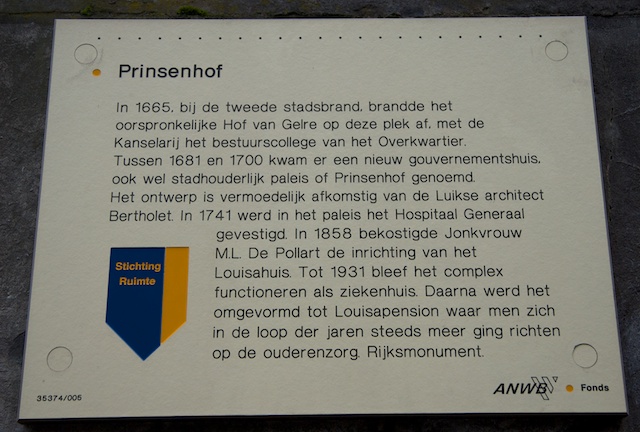 Prinsenhof
In 1665, bij de tweede stadsbrand, brandde het
oorspronkelijke Hof van Gelre op deze plek af, met de
Kanselarij het bestuurscollege van het Overkwartier.
Tussen 1681 en 1700 kwam er een nieuw gouvernementshuis,
ook wel stadhouderlijk paleis of Prinsenhof genoemd.
Het ontwerp is vermoedelijk afkomstig van de Luikse architect
Bertholet. In 1741 werd in het paleis het Hospitaal Generaal
gevestigd. In 1858 bekostigde Jonkvrouw
M.L. De Pollart de inrichting van het
Louisahuis. Tot 1931 bleef het complex
functioneren als ziekenhuis. Daarna werd het
omgevormd tot Louisapension waar men zich
in de loop der jaren steeds meer ging richten
op de ouderenzorg. Rijksmonument.
Stichting
Ruimte
35374/005
ANWB Fonds